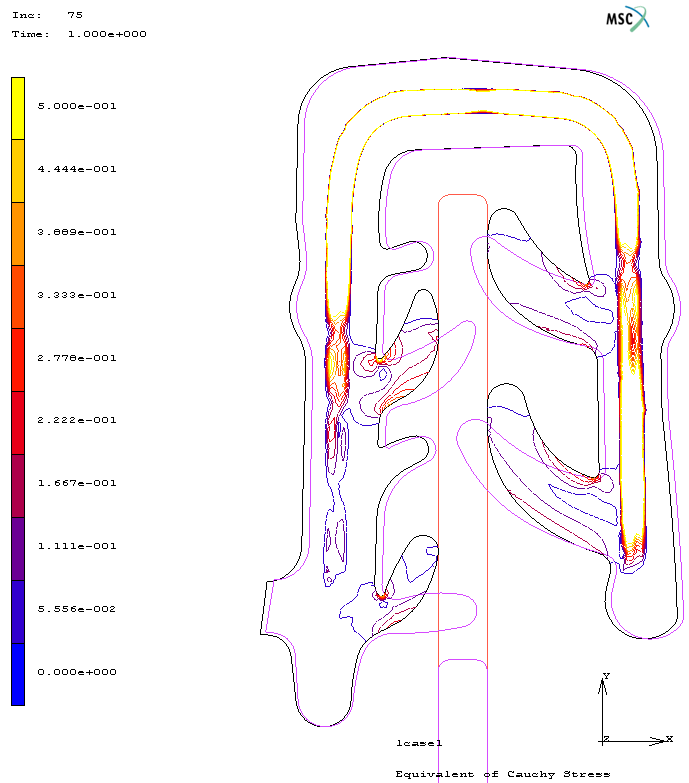 Inc: 75
Time: 1.000e+000
MSC
5.000e-001
4.444e-001
3.889e-001
3.333e-001
2.778e-001
2.222e-001
1.667e-001
1.111e-001
5.556e-002
0.000e+000
Y
Z X
lcase1
Equivalent of Cauchy Stress